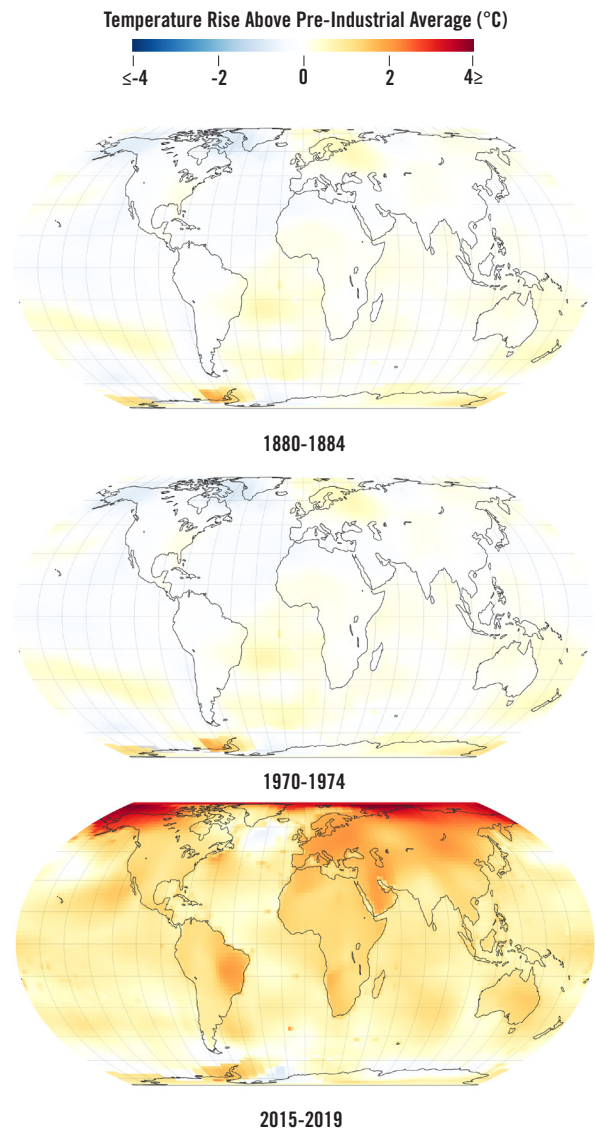 Temperature Rise Above Pre-Industrial Average (°C)
≤-4 -2 0 2 4≥
1880-1884
1970-1974
2015-2019